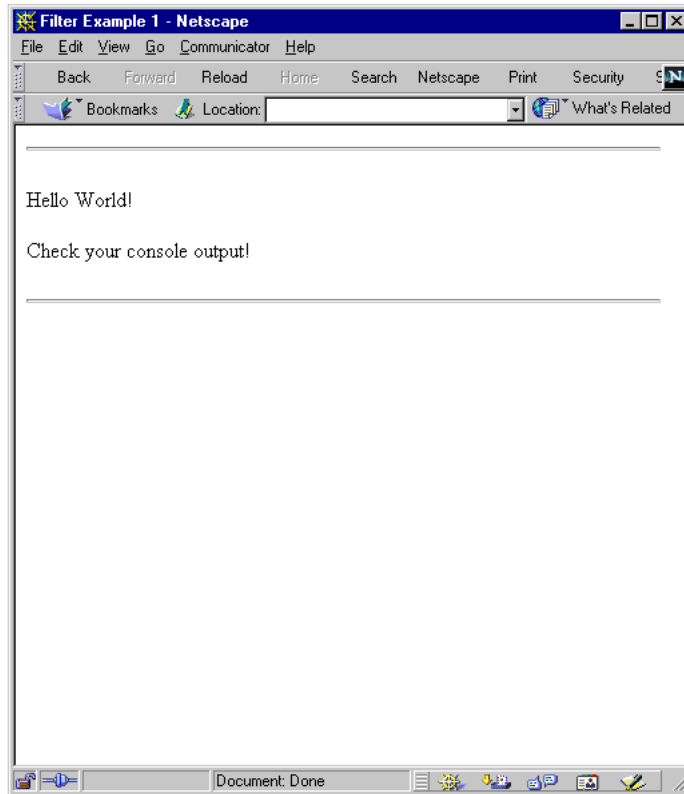 Filter Example 1 - Netscape
File Edit View Go Communicator Help
Back Forward Reload Home Search Netscape Print Security S N
Bookmarks Location: What's Related
Hello World!
Check your console output!
Document: Done